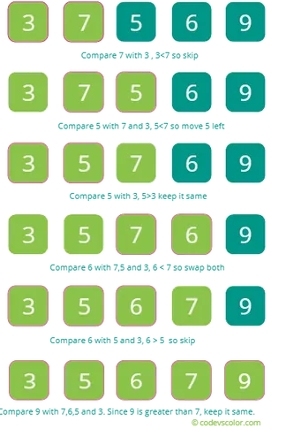 3 7 5 6 9
Compare 7 with 3 , 3<7 so skip
3 7 5 6 9
Compare 5 with 7 and 3, 5<7 so move 5 left
3 5 7 6 9
Compare 5 with 3, 5>3 keep it same
3 5 7 6 9
Compare 6 with 7,5 and 3, 6 < 7 so swap both
3 5 6 7 9
Compare 6 with 5 and 3, 6 > 5 so skip
3 5 6 7 9
Compare 9 with 7,6,5 and 3. Since 9 is greater than 7, keep it same.
© codevscolor.com